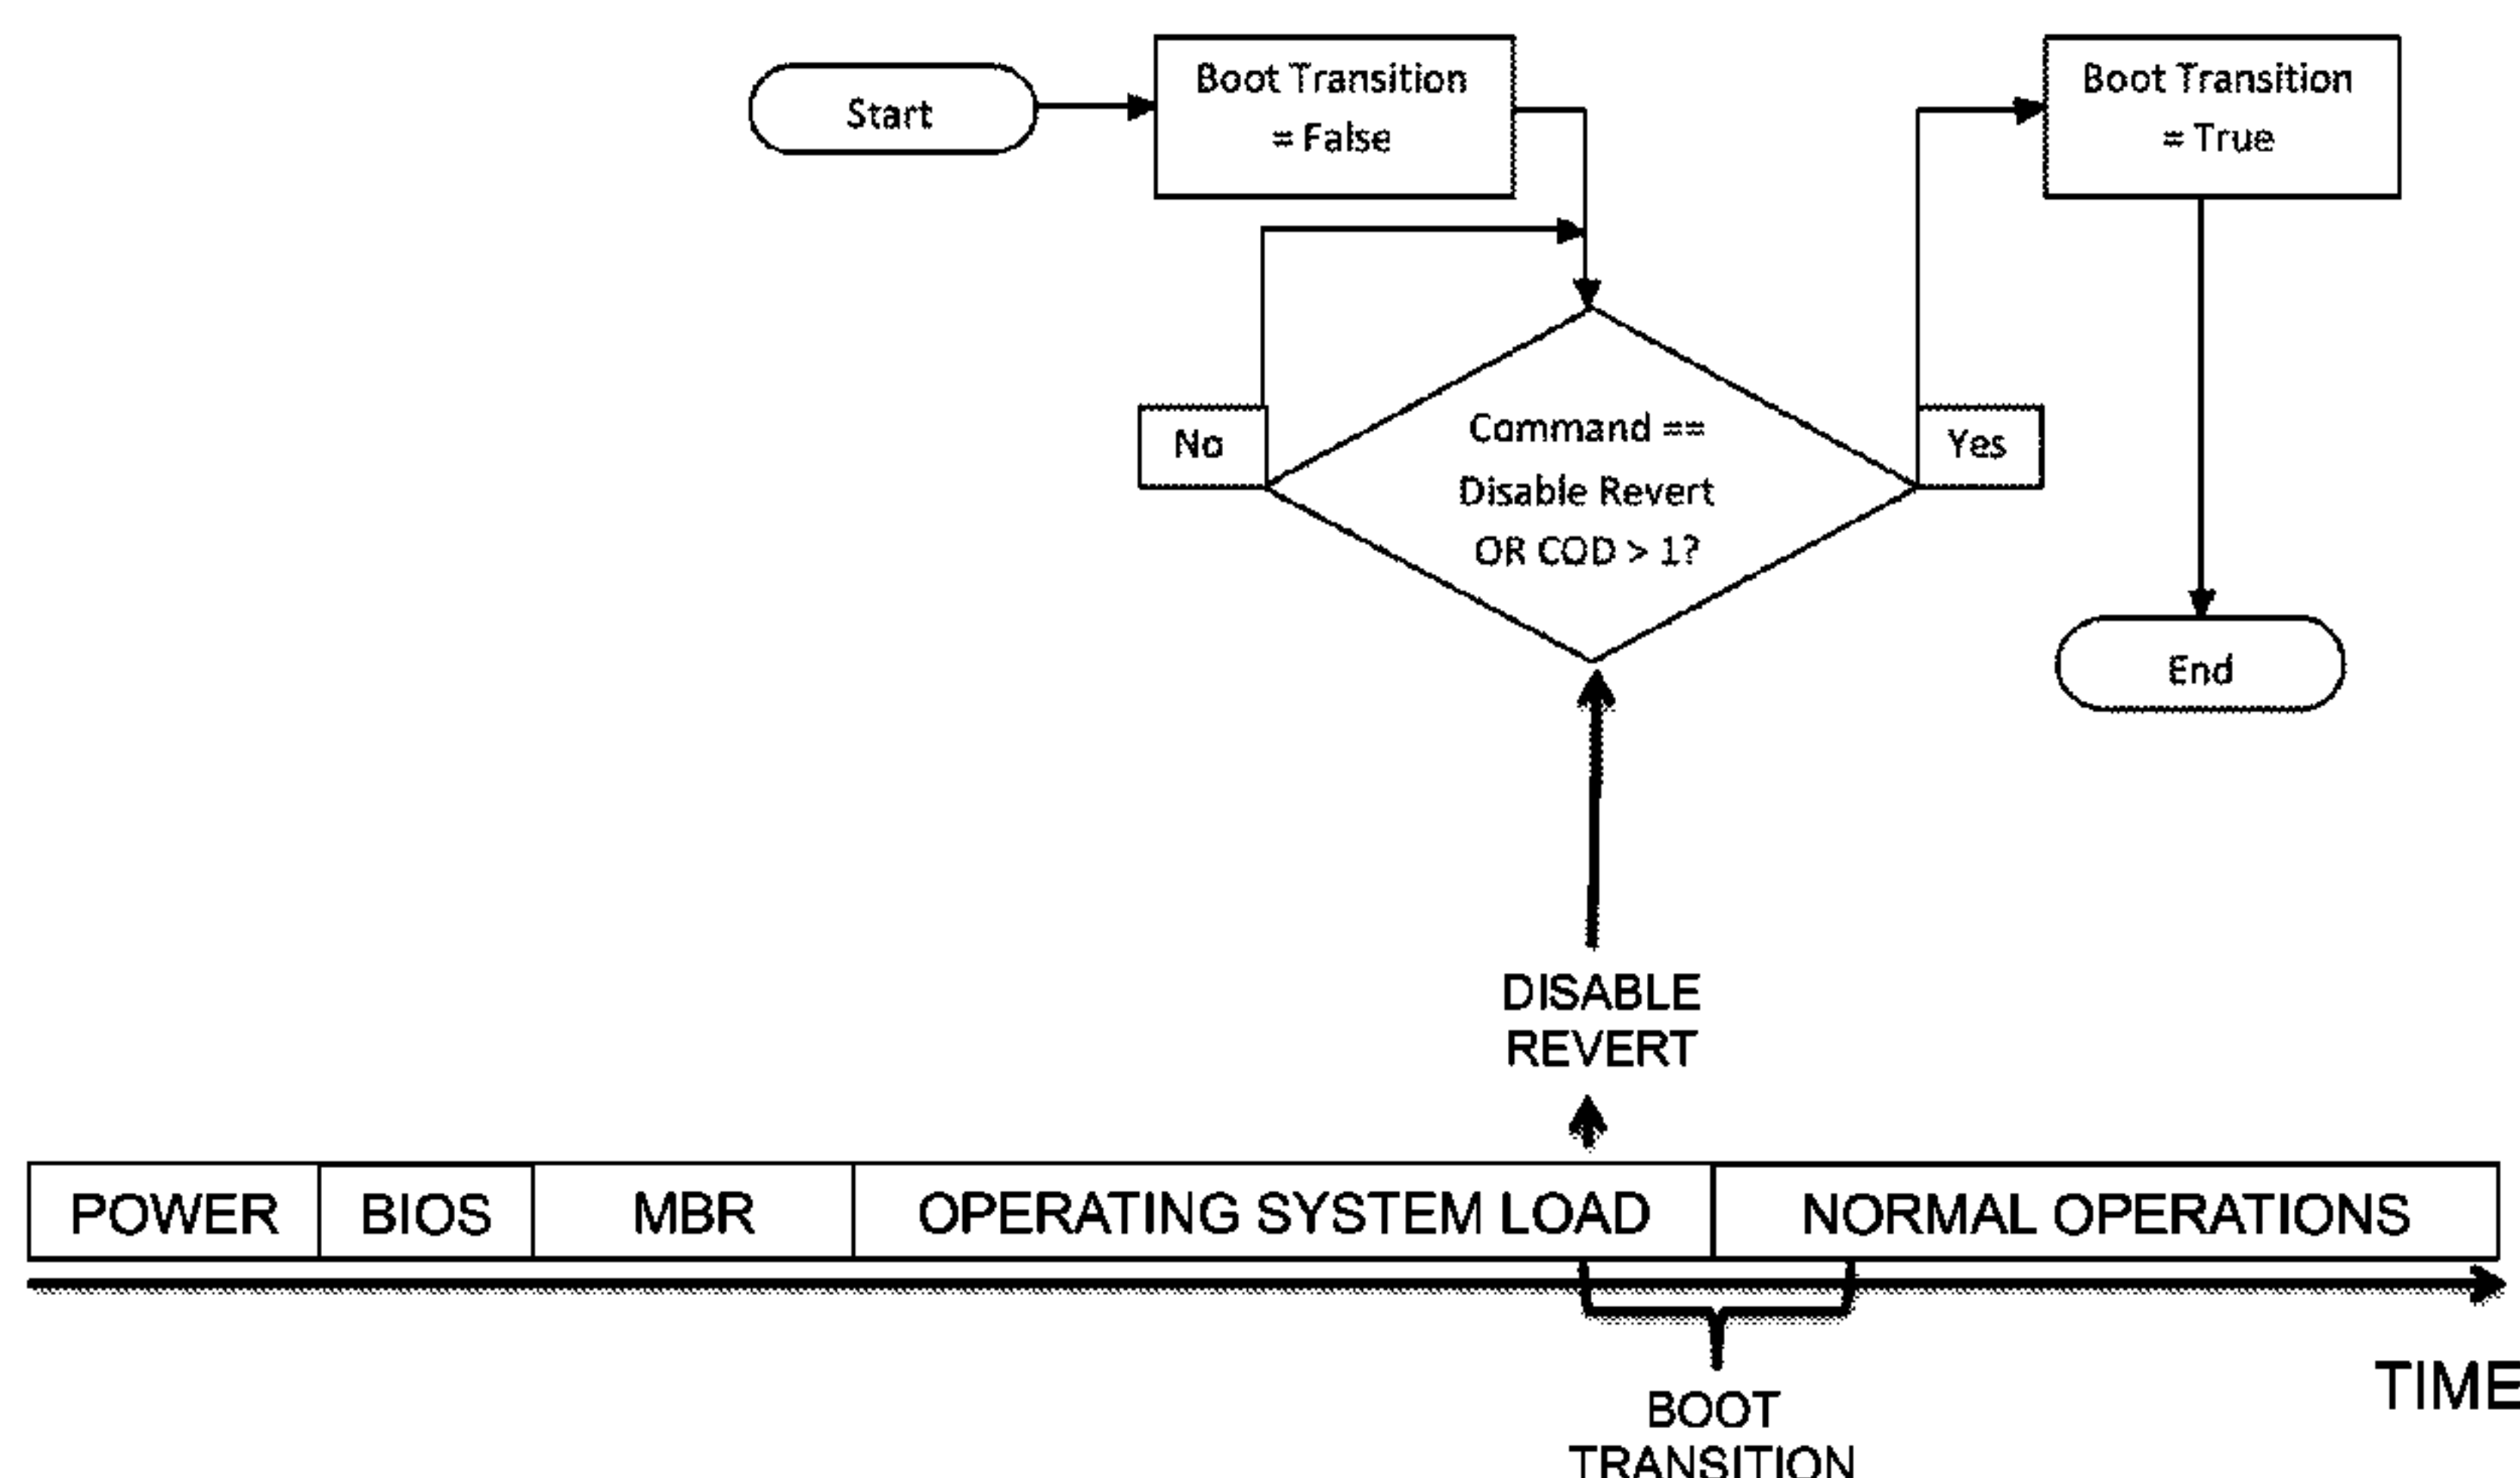 Start
Boot Transition
= False
Boot Transition
= True
No
Command ==
Disable Revert
OR COD > 1?
Yes
End
DISABLE
REVERT
POWER
BIOS
MBR
OPERATING SYSTEM LOAD
NORMAL OPERATIONS
TIME
BOOT
TRANSITION